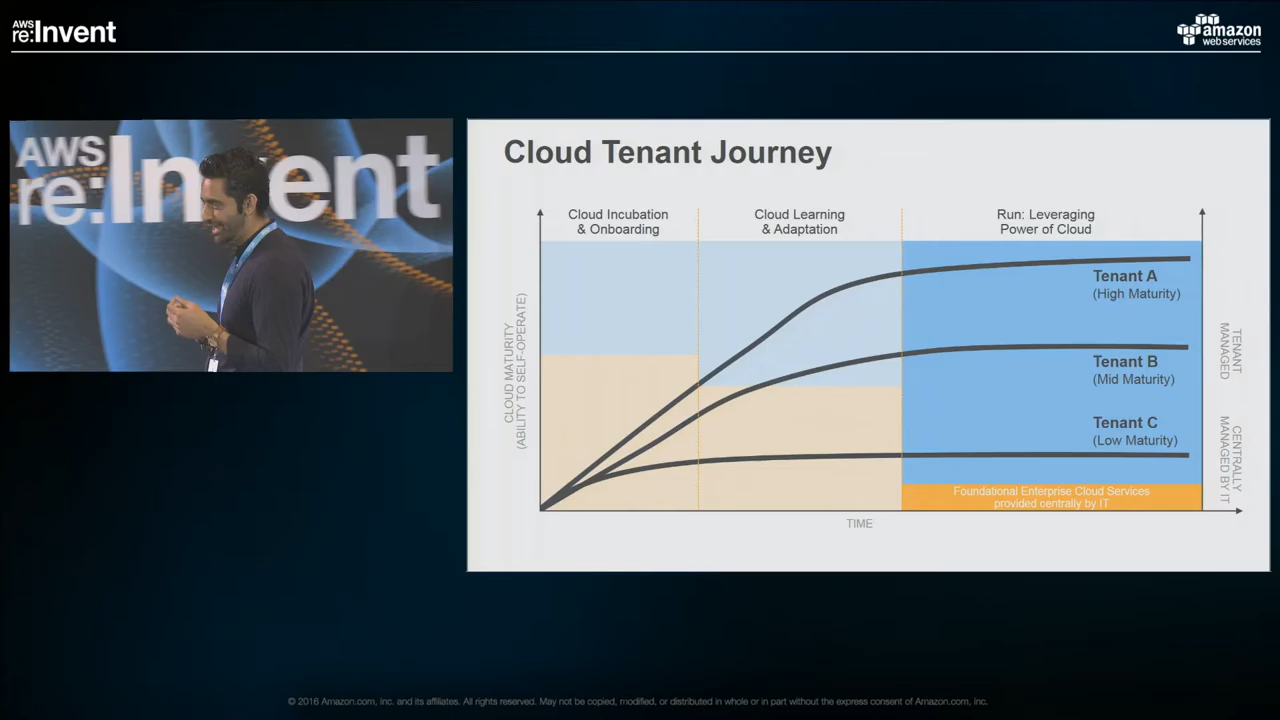 AWS
re:Invent
amazon
web services
AWS
re:Invent
Cloud Tenant Journey
Cloud Incubation
& Onboarding
Cloud Learning
& Adaptation
Run: Leveraging
Power of Cloud
CLOUD MATURITY
(ABILITY TO SELF-OPERATE)
Tenant A
(High Maturity)
Tenant B
(Mid Maturity)
Tenant C
(Low Maturity)
TENANT
MANAGED
CENTRALLY
MANAGED BY IT
Foundational Enterprise Cloud Services
provided centrally by IT
TIME
© 2016 Amazon.com, Inc. and its affiliates. All rights reserved. May not be copied, modified, or distributed in whole or in part without the express consent of Amazon.com, Inc.